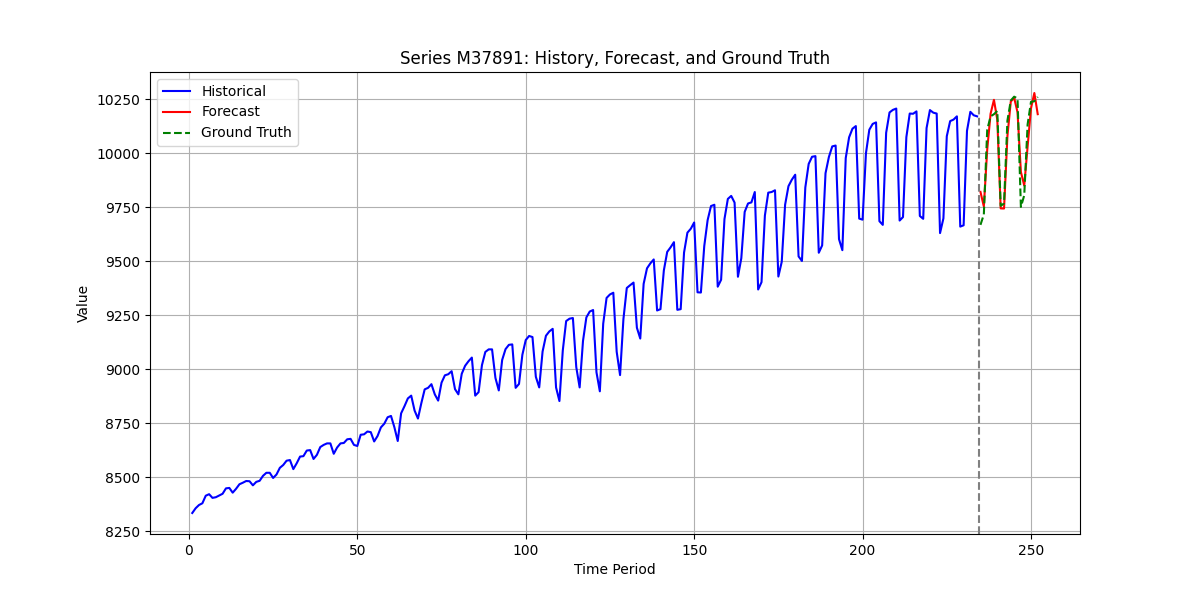 Series M37891: History, Forecast, and Ground Truth
Historical
Forecast
Ground Truth
10250
10000
9750
9500
9250
9000
8750
8500
8250
Value
0
50
100
150
200
250
Time Period